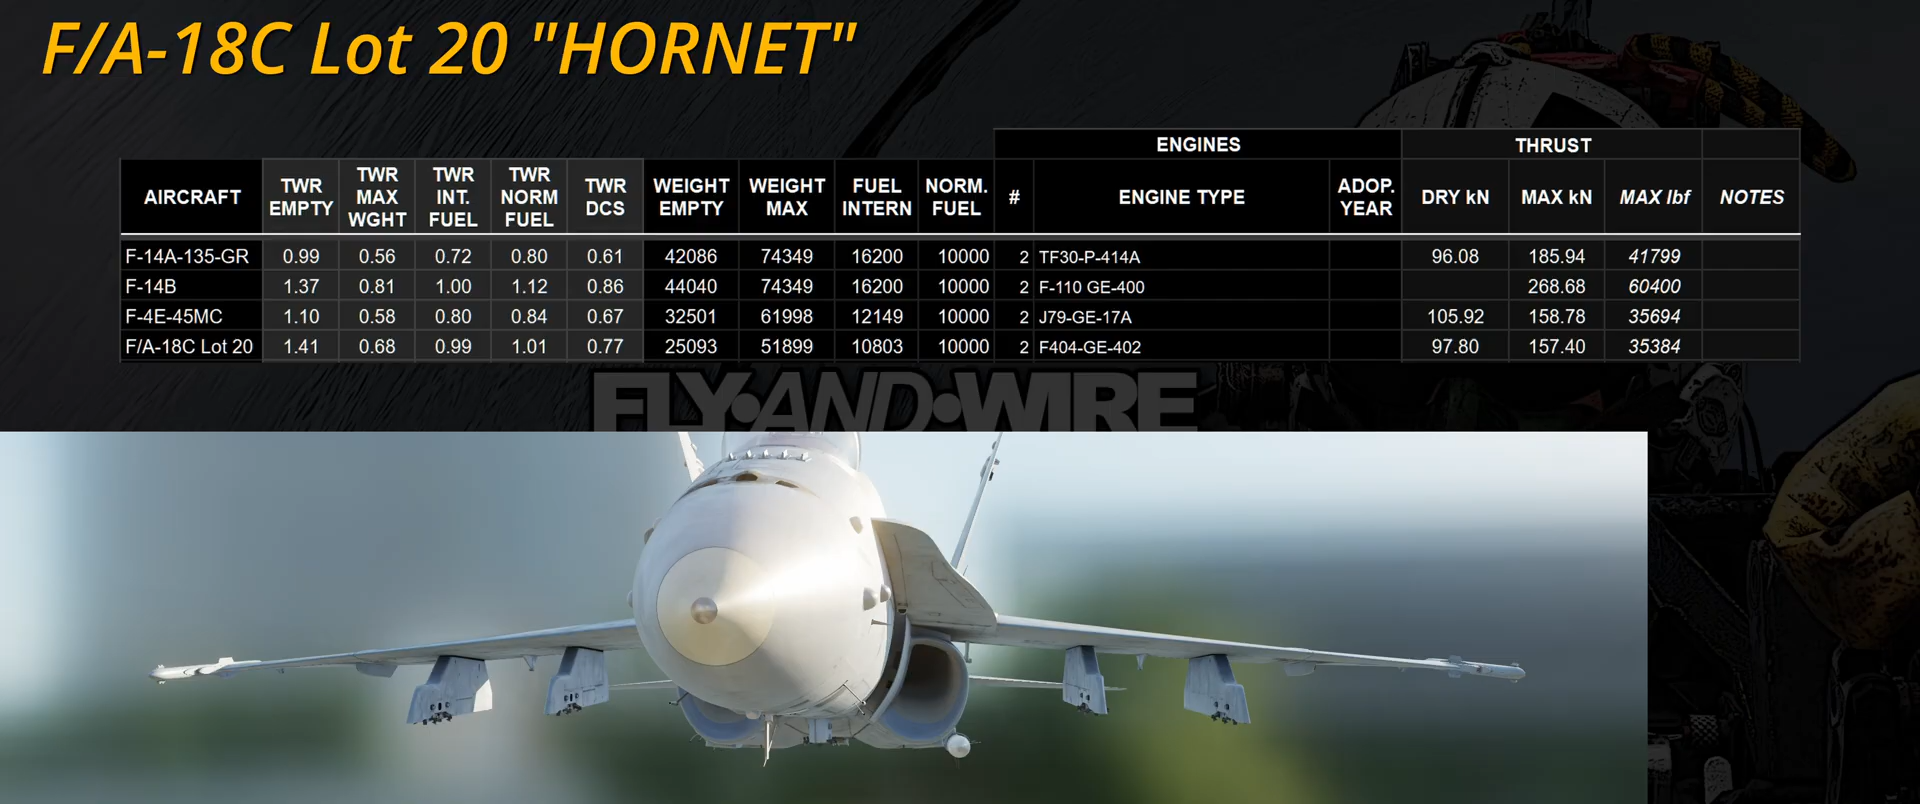 F/A-18C Lot 20 "HORNET"
ENGINES THRUST
AIRCRAFT TWR EMPTY TWR MAX WGHT TWR INT. FUEL TWR NORM FUEL TWR DCS WEIGHT EMPTY WEIGHT MAX FUEL INTERN NORM. FUEL # ENGINE TYPE ADOP. YEAR DRY kN MAX kN MAX lbf NOTES
F-14A-135-GR 0.99 0.56 0.72 0.80 0.61 42086 74349 16200 10000 2 TF30-P-414A 96.08 185.94 41799
F-14B 1.37 0.81 1.00 1.12 0.86 44040 74349 16200 10000 2 F-110 GE-400 268.68 60400
F-4E-45MC 1.10 0.58 0.80 0.84 0.67 32501 61998 12149 10000 2 J79-GE-17A 105.92 158.78 35694
F/A-18C Lot 20 1.41 0.68 0.99 1.01 0.77 25093 51899 10803 10000 2 F404-GE-402 97.80 157.40 35384
FLY•AND•WIRE